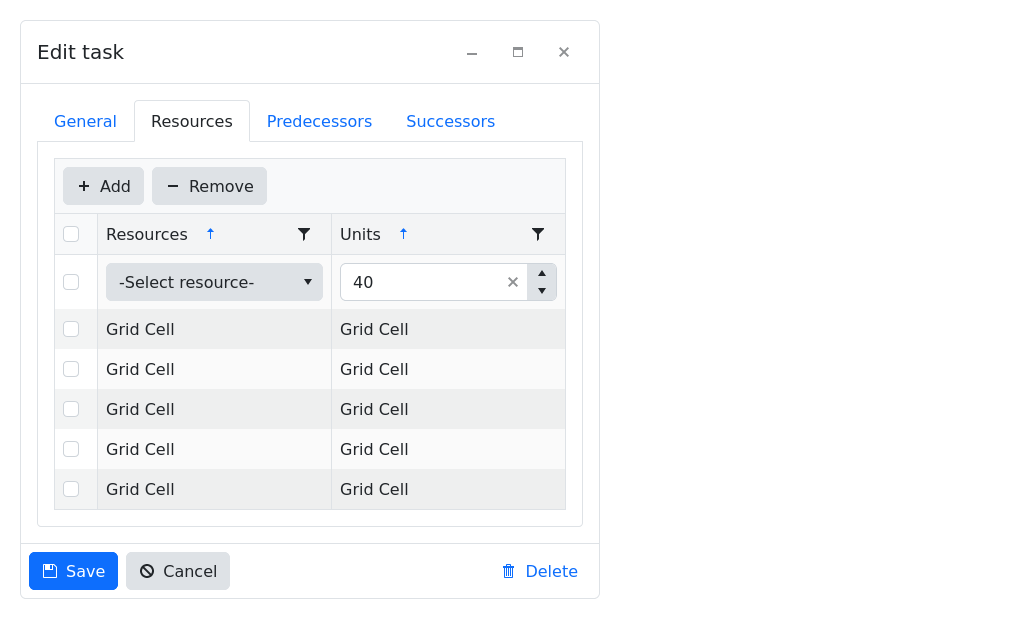 Edit task
General Resources Predecessors Successors
Add Remove
Resources Units
-Select resource- 40
Grid Cell Grid Cell
Grid Cell Grid Cell
Grid Cell Grid Cell
Grid Cell Grid Cell
Grid Cell Grid Cell
Save Cancel Delete